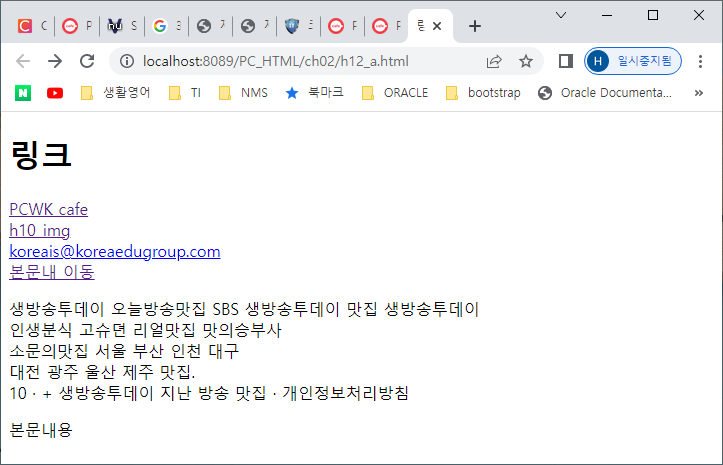 C
P
S
3
Z
Z
P
P
링
localhost:8089/PC_HTML/ch02/h12_a.html
H 일시중지됨
생활영어 TI NMS 북마크 ORACLE bootstrap Oracle Documenta... »
링크
PCWK cafe
h10_img
koreais@koreaedugroup.com
본문내 이동
생방송투데이 오늘방송맛집 SBS 생방송투데이 맛집 생방송투데이
인생분식 고슈뎐 리얼맛집 맛의승부사
소문의맛집 서울 부산 인천 대구
대전 광주 울산 제주 맛집.
10 · + 생방송투데이 지난 방송 맛집 · 개인정보처리방침
본문내용